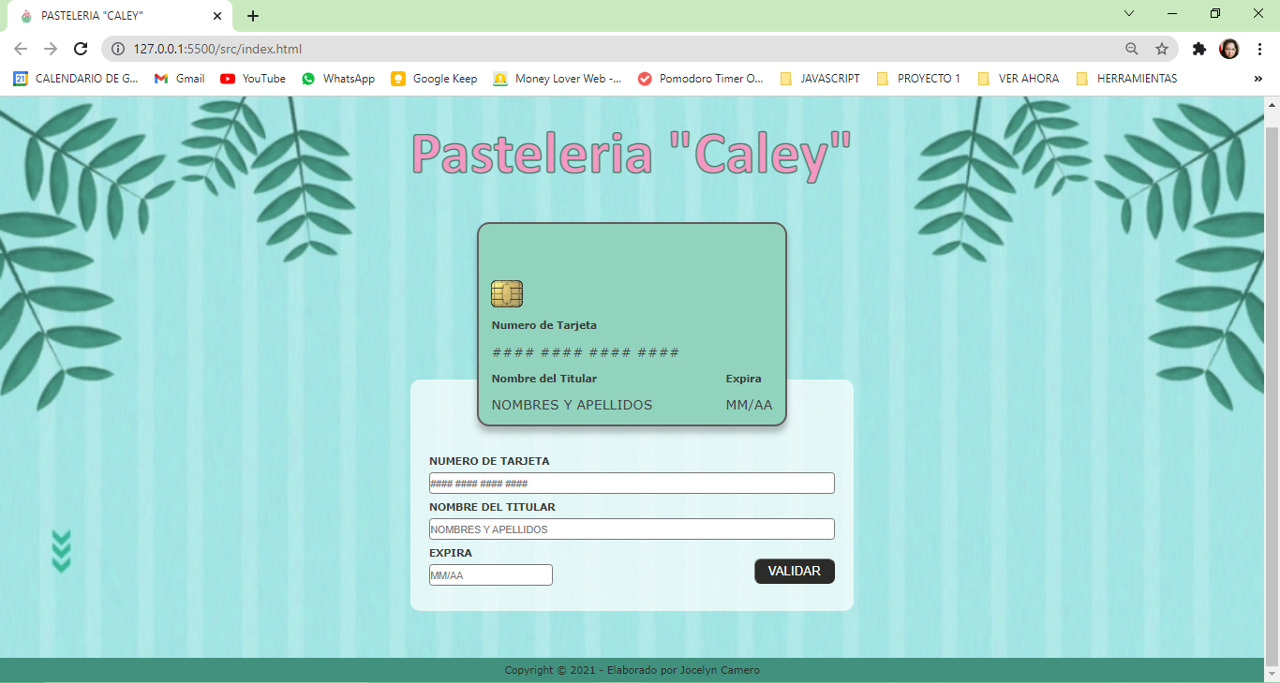 PASTELERIA "CALEY"
127.0.0.1:5500/src/index.html
21 CALENDARIO DE G... Gmail YouTube WhatsApp Google Keep Money Lover Web -... Pomodoro Timer O... JAVASCRIPT PROYECTO 1 VER AHORA HERRAMIENTAS »
Pasteleria "Caley"
Numero de Tarjeta
#### #### #### ####
Nombre del Titular Expira
NOMBRES Y APELLIDOS MM/AA
NUMERO DE TARJETA
#### #### #### ####
NOMBRE DEL TITULAR
NOMBRES Y APELLIDOS
EXPIRA
MM/AA VALIDAR
Copyright © 2021 - Elaborado por Jocelyn Camero